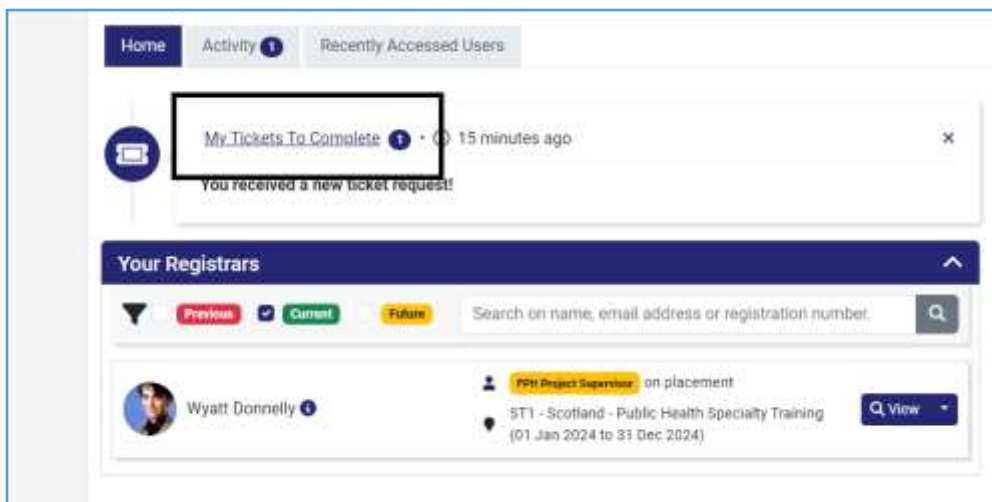 Home Activity 1 Recently Accessed Users
My Tickets To Complete 1 · 15 minutes ago ×
You received a new ticket request!
Your Registrars
Previous Current Future Search on name, email address or registration number.
PPH Project Supervisor on placement
Wyatt Donnelly
ST1 - Scotland - Public Health Specialty Training
View
(01 Jan 2024 to 31 Dec 2024)